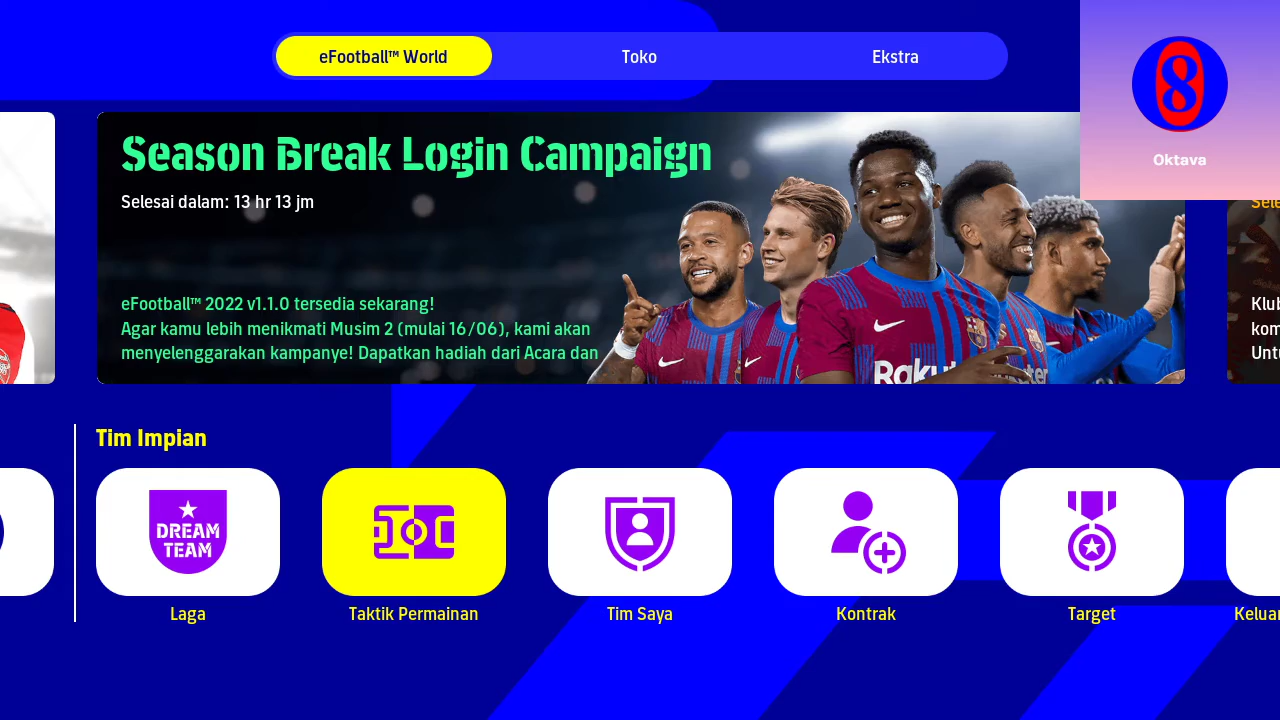 eFootball™ World
Toko
Ekstra
8
Oktava
Season Break Login Campaign
Selesai dalam: 13 hr 13 jm
eFootball™ 2022 v1.1.0 tersedia sekarang!
Agar kamu lebih menikmati Musim 2 (mulai 16/06), kami akan
menyelenggarakan kampanye! Dapatkan hadiah dari Acara dan
Tim Impian
DREAM
TEAM
Laga
Taktik Permainan
Tim Saya
Kontrak
Target